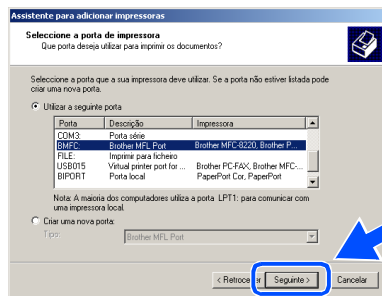 Assistente para adicionar impressoras
Seleccione a porta de impressora
Que porta deseja utilizar para imprimir os documentos?
Seleccione a porta que a sua impressora deve utilizar. Se a porta não estiver listada pode
criar uma nova porta.
Utilizar a seguinte porta
Porta Descrição Impressora
COM3: Porta série
BMFC: Brother MFL Port Brother MFC-8220, Brother P...
FILE: Imprimir para ficheiro
USB015 Virtual printer port for ... Brother PC-FAX, Brother MFC-...
BIPORT Porta local PaperPort Cor, PaperPort
Nota: A maioria dos computadores utiliza a porta LPT1: para comunicar com
uma impressora local.
Criar uma nova porta:
Tipo: Brother MFL Port
< Retroceder Seguinte > Cancelar